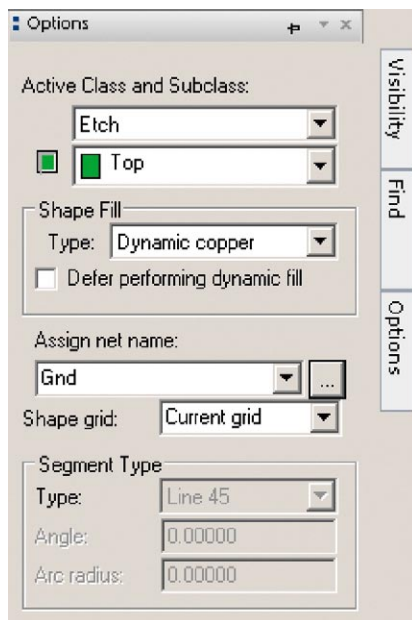 Options
Active Class and Subclass:
Etch
Top
Shape Fill
Type: Dynamic copper
Defer performing dynamic fill
Assign net name:
Gnd ...
Shape grid: Current grid
Segment Type
Type: Line 45
Angle: 0.00000
Arc radius: 0.00000
Visibility
Find
Options